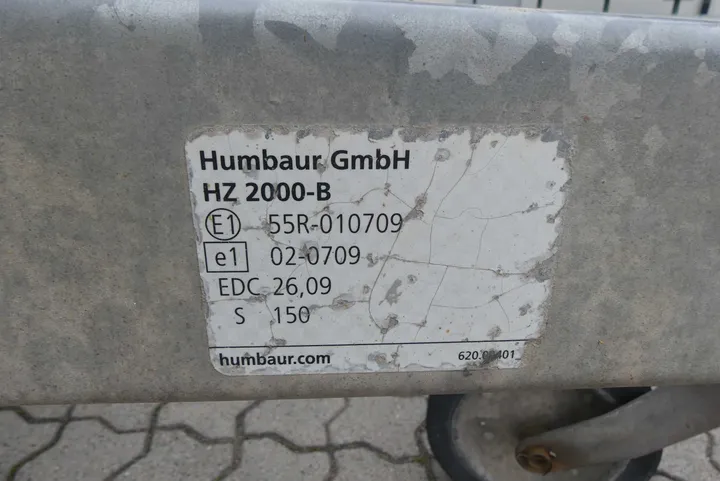 Humbaur GmbH
HZ 2000-B
E1 55R-010709
e1 02-0709
EDC 26,09
S 150
humbaur.com